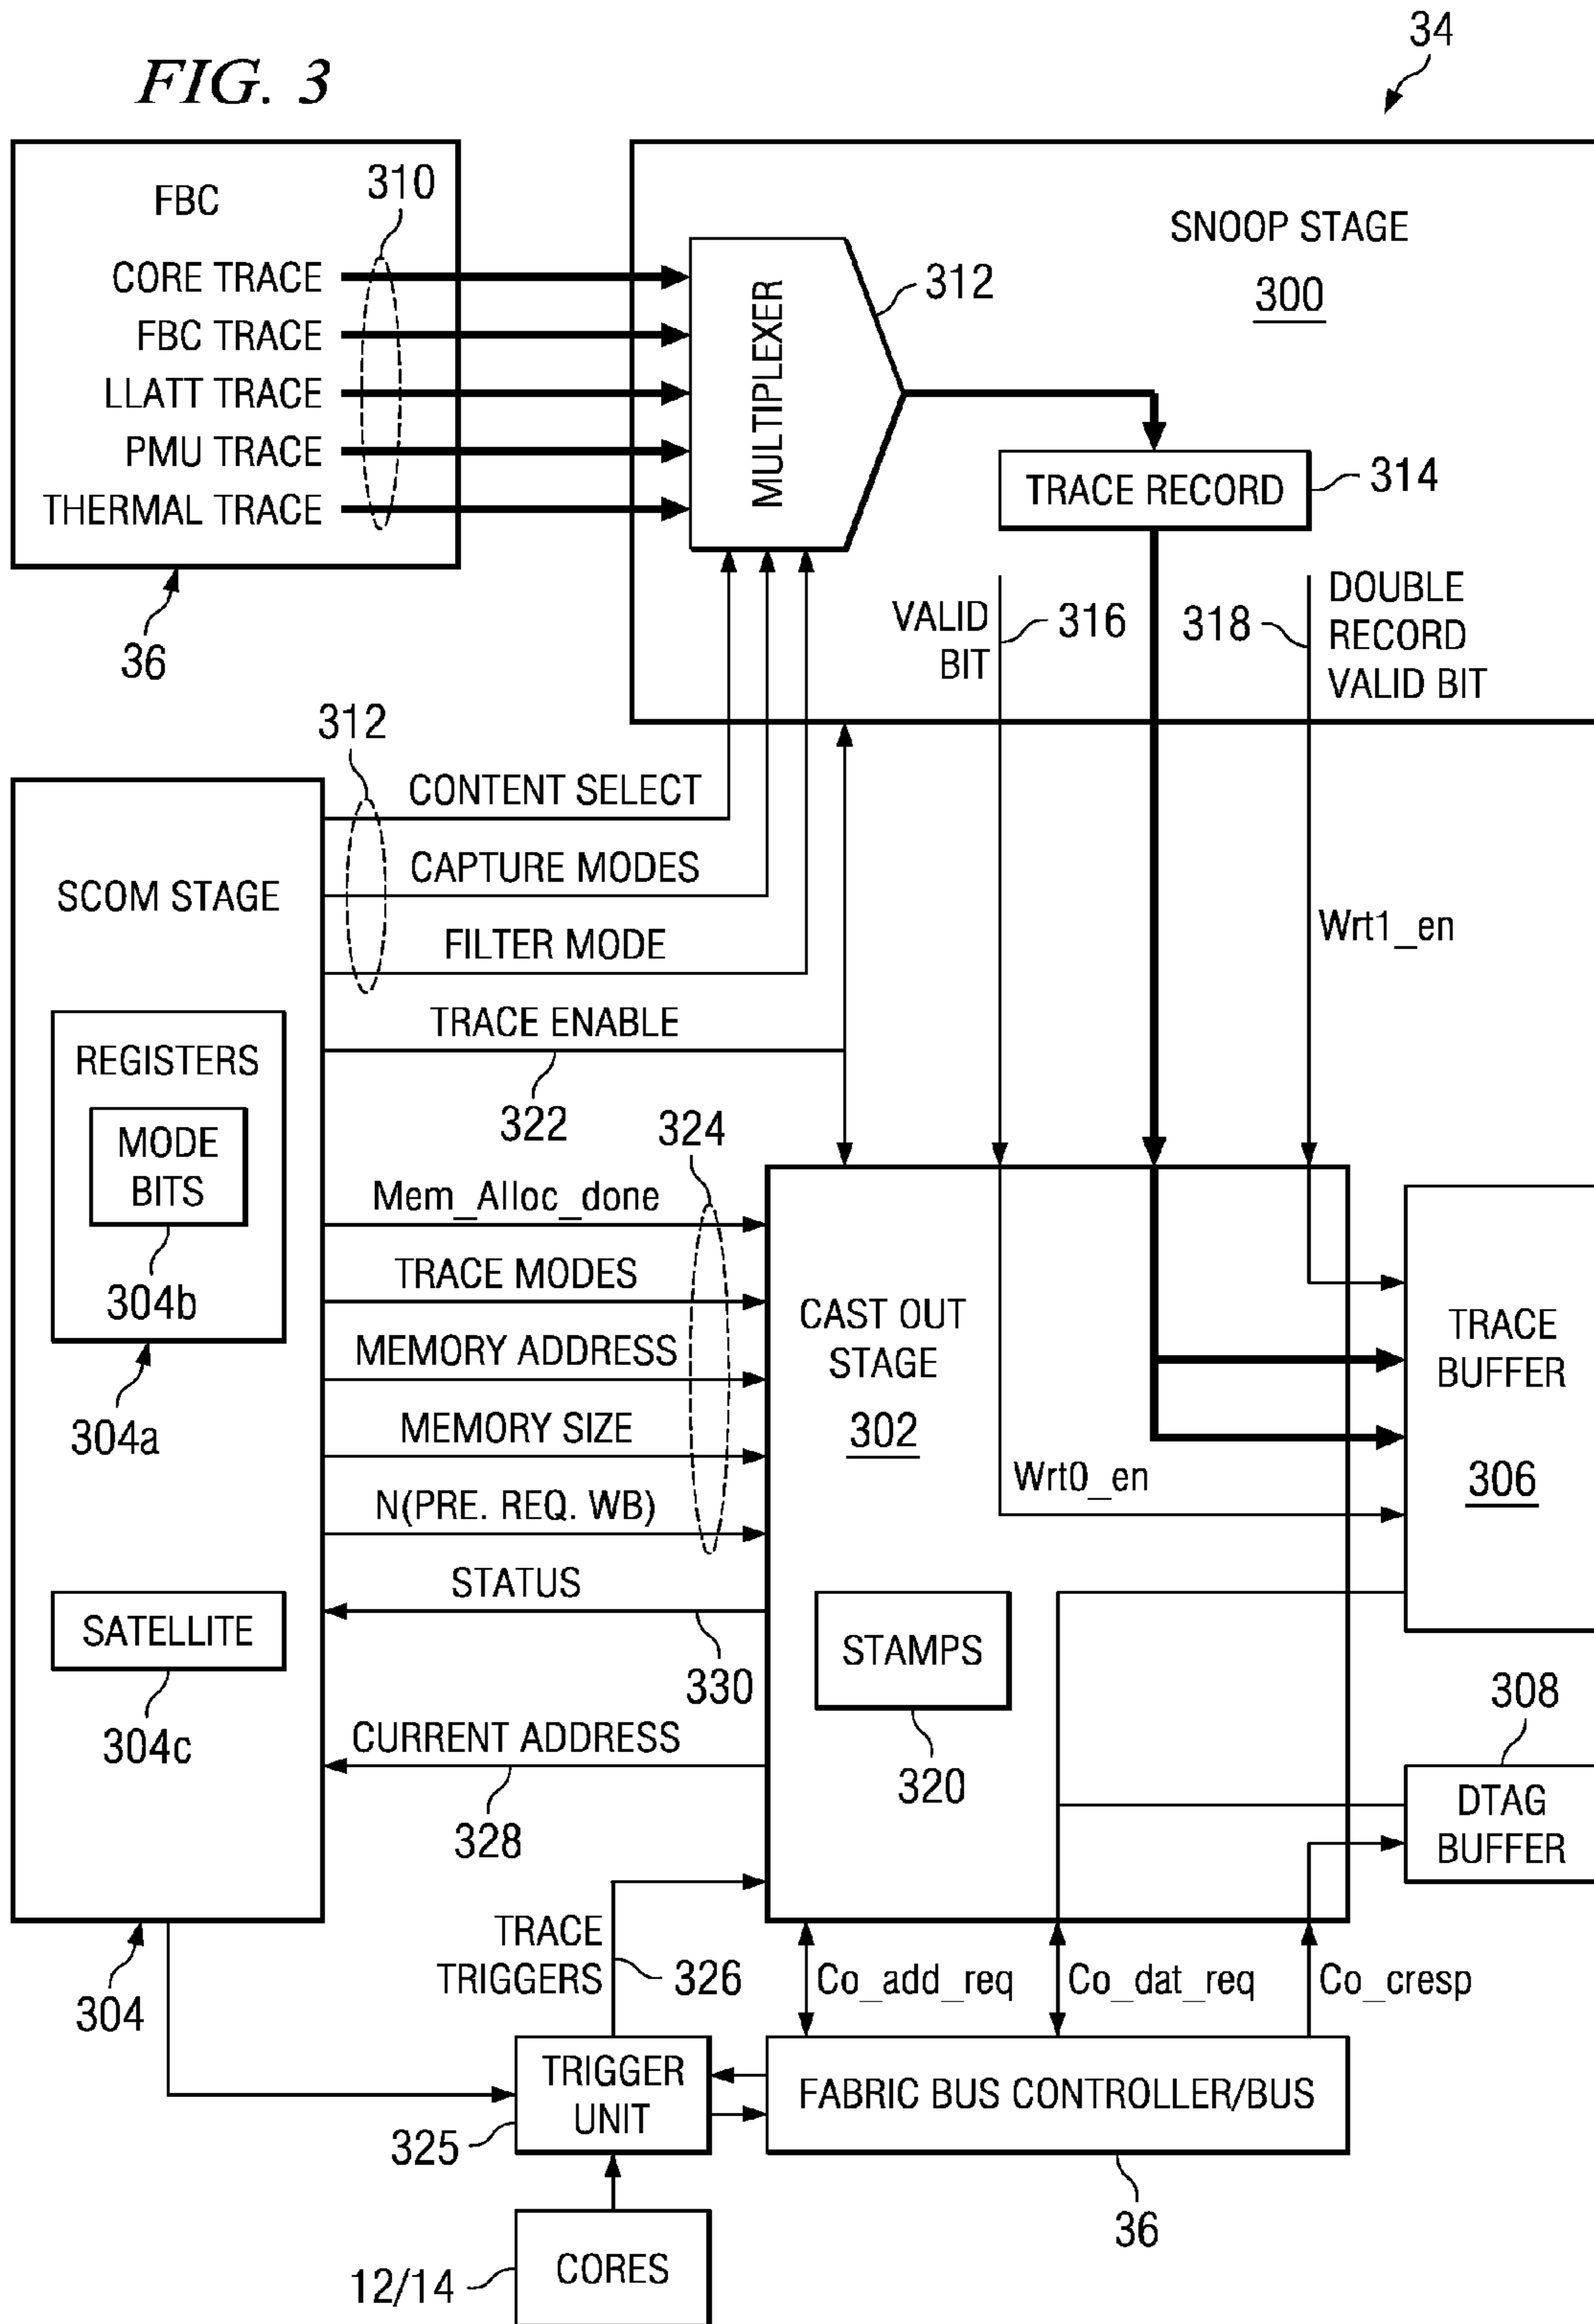 FIG. 3
34
FBC
310
CORE TRACE
FBC TRACE
LLATT TRACE
PMU TRACE
THERMAL TRACE
36
SNOOP STAGE
300
MULTIPLEXER
312
TRACE RECORD
314
VALID
BIT
316
318
DOUBLE
RECORD
VALID BIT
312
CONTENT SELECT
CAPTURE MODES
FILTER MODE
TRACE ENABLE
322
SCOM STAGE
REGISTERS
MODE
BITS
304b
304a
SATELLITE
304c
304
324
Mem_Alloc_done
TRACE MODES
MEMORY ADDRESS
MEMORY SIZE
N(PRE. REQ. WB)
STATUS
330
CURRENT ADDRESS
328
Wrt1_en
CAST OUT
STAGE
302
Wrt0_en
STAMPS
320
TRACE
BUFFER
306
308
DTAG
BUFFER
TRACE
TRIGGERS
326
Co_add_req
Co_dat_req
Co_cresp
TRIGGER
UNIT
325
FABRIC BUS CONTROLLER/BUS
36
CORES
12/14